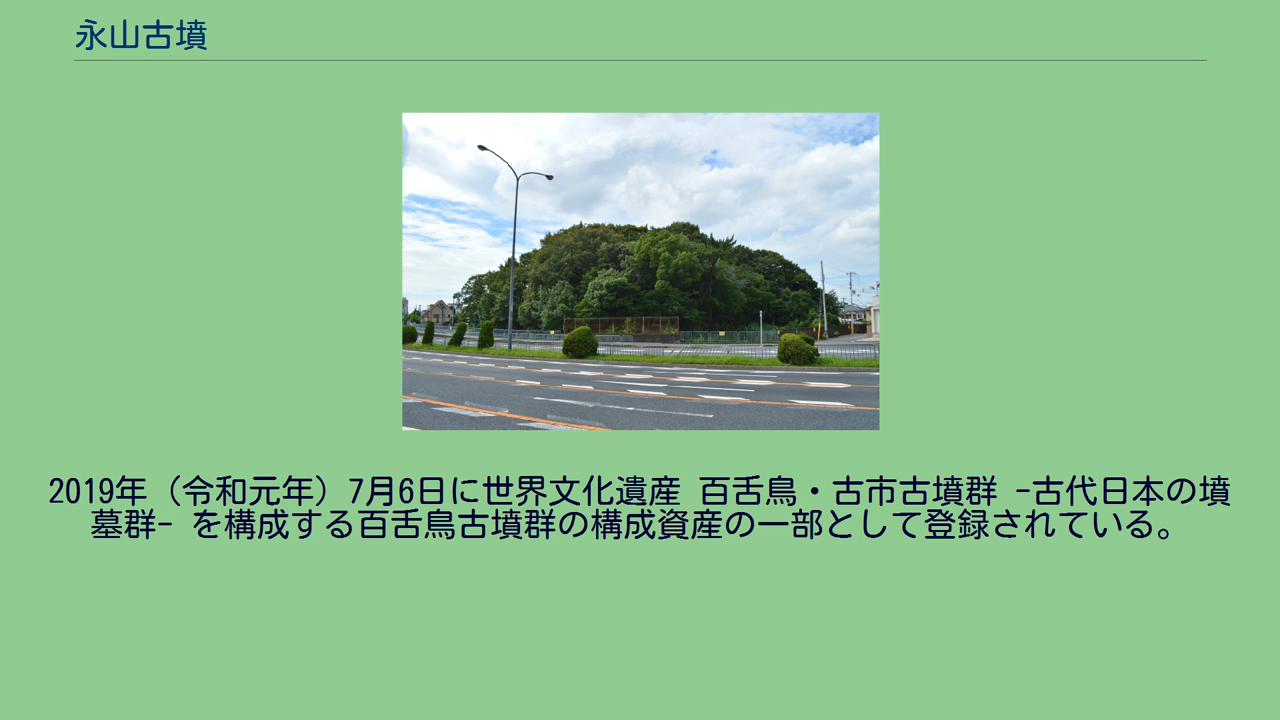 永山古墳
2019年（令和元年）7月6日に世界文化遺産 百舌鳥・古市古墳群 -古代日本の墳
墓群- を構成する百舌鳥古墳群の構成資産の一部として登録されている。